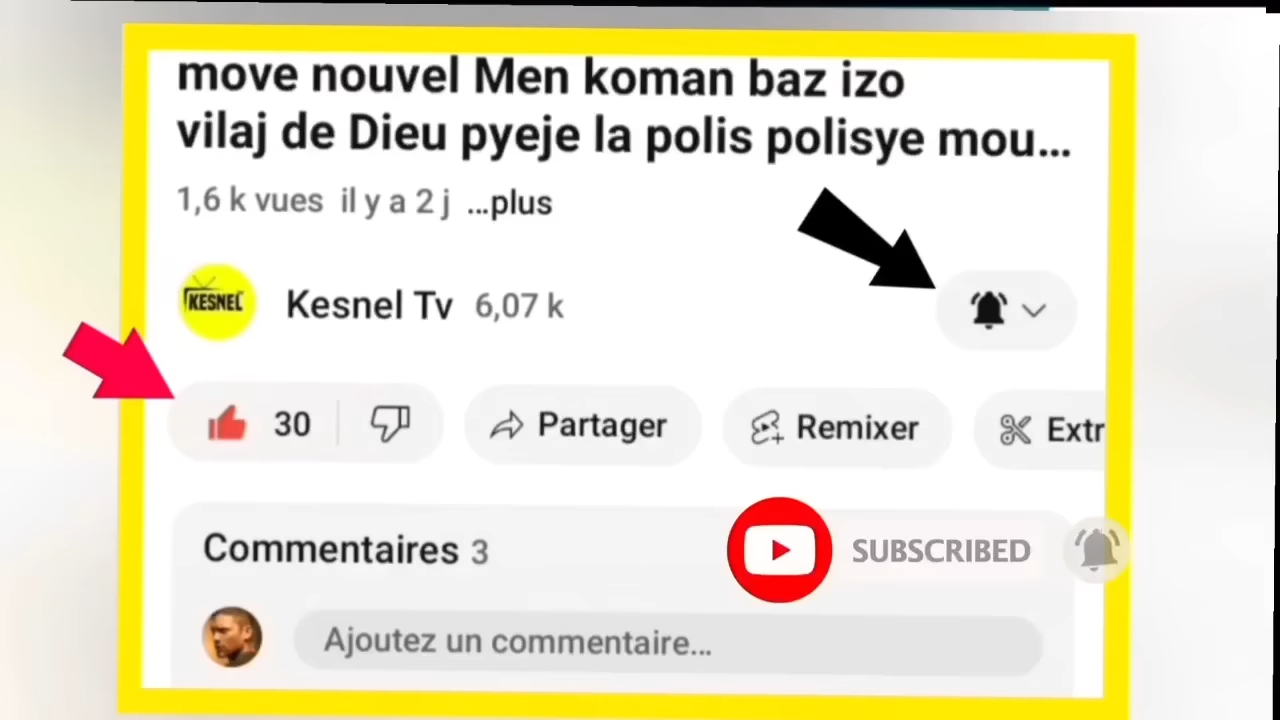 move nouvel Men koman baz izo
vilaj de Dieu pyeje la polis polisye mou...
1,6 k vues il y a 2 j ...plus
KESNEL
Kesnel Tv 6,07 k
30
Partager
Remixer
Extr
Commentaires 3
SUBSCRIBED
Ajoutez un commentaire...